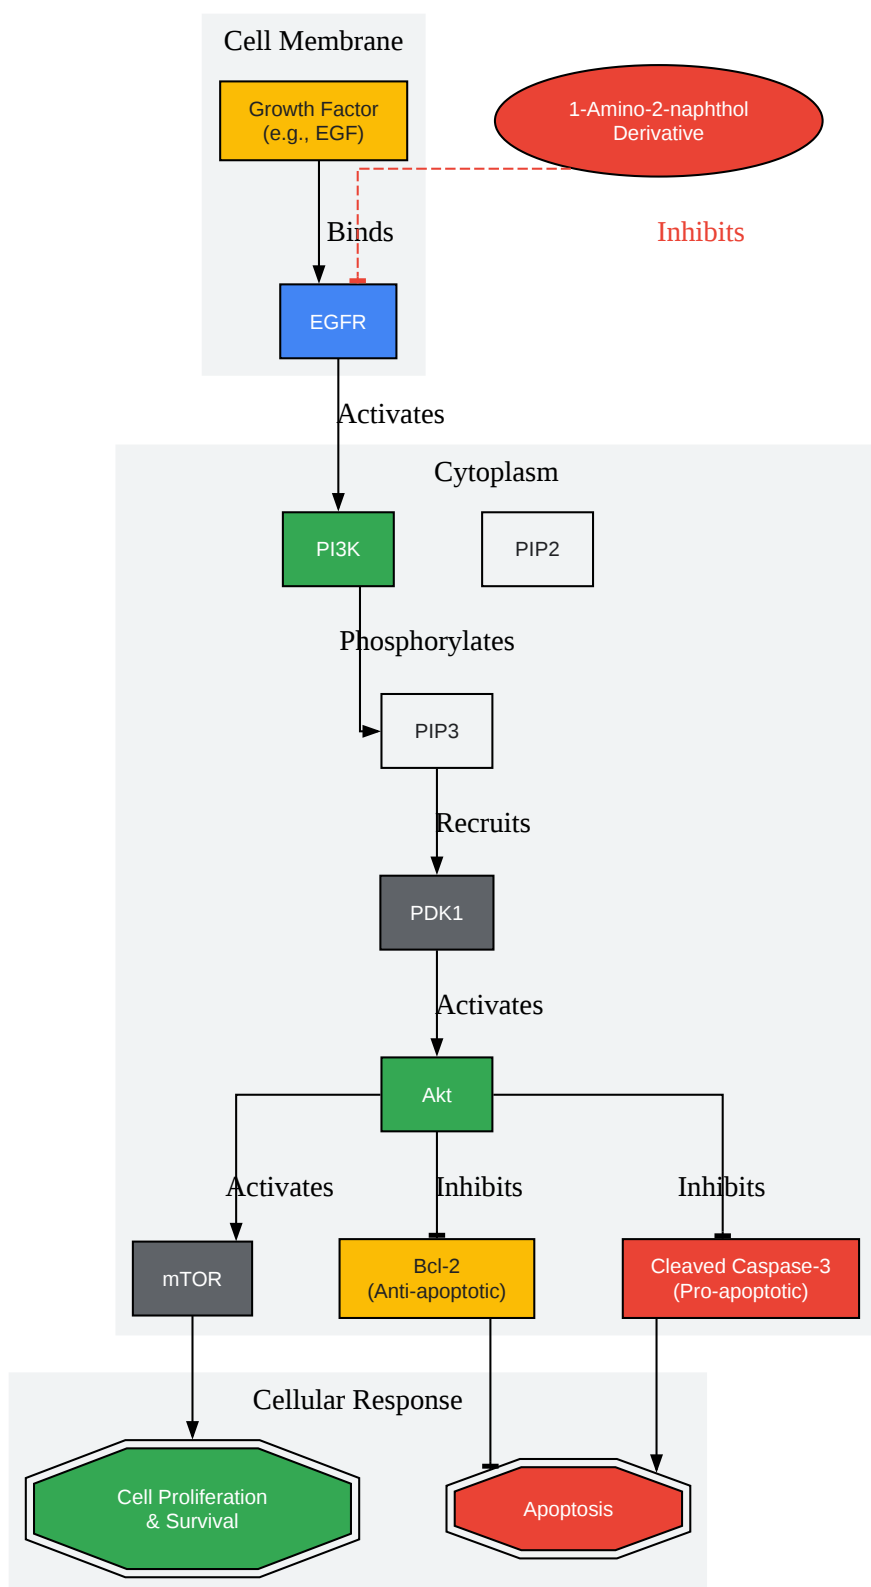 Cell Membrane
Growth Factor
(e.g., EGF)
1-Amino-2-naphthol
Derivative
Binds
Inhibits
EGFR
Activates
Cytoplasm
PI3K
PIP2
Phosphorylates
PIP3
Recruits
PDK1
Activates
Akt
Activates
Inhibits
Inhibits
mTOR
Bcl-2
(Anti-apoptotic)
Cleaved Caspase-3
(Pro-apoptotic)
Cellular Response
Cell Proliferation
& Survival
Apoptosis